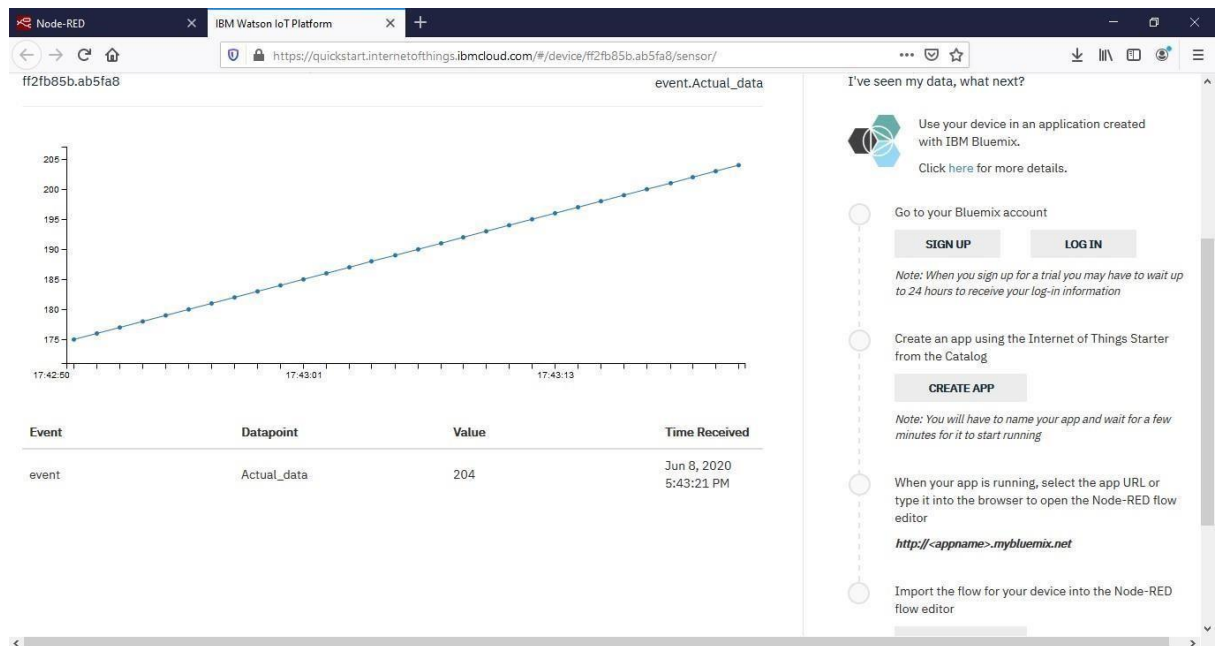 Node-RED
IBM Watson IoT Platform
https://quickstart.internetofthings.ibmcloud.com/#/device/ff2fb85b.ab5fa8/sensor/
ff2fb85b.ab5fa8
event.Actual_data
205
200
195
190
185
180
175
17:42:50
17:43:01
17:43:13
Event Datapoint Value Time Received
event Actual_data 204 Jun 8, 2020
5:43:21 PM
I've seen my data, what next?
Use your device in an application created
with IBM Bluemix.
Click here for more details.
Go to your Bluemix account
SIGN UP LOG IN
Note: When you sign up for a trial you may have to wait up
to 24 hours to receive your log-in information
Create an app using the Internet of Things Starter
from the Catalog
CREATE APP
Note: You will have to name your app and wait for a few
minutes for it to start running
When your app is running, select the app URL or
type it into the browser to open the Node-RED flow
editor
http://<appname>.mybluemix.net
Import the flow for your device into the Node-RED
flow editor